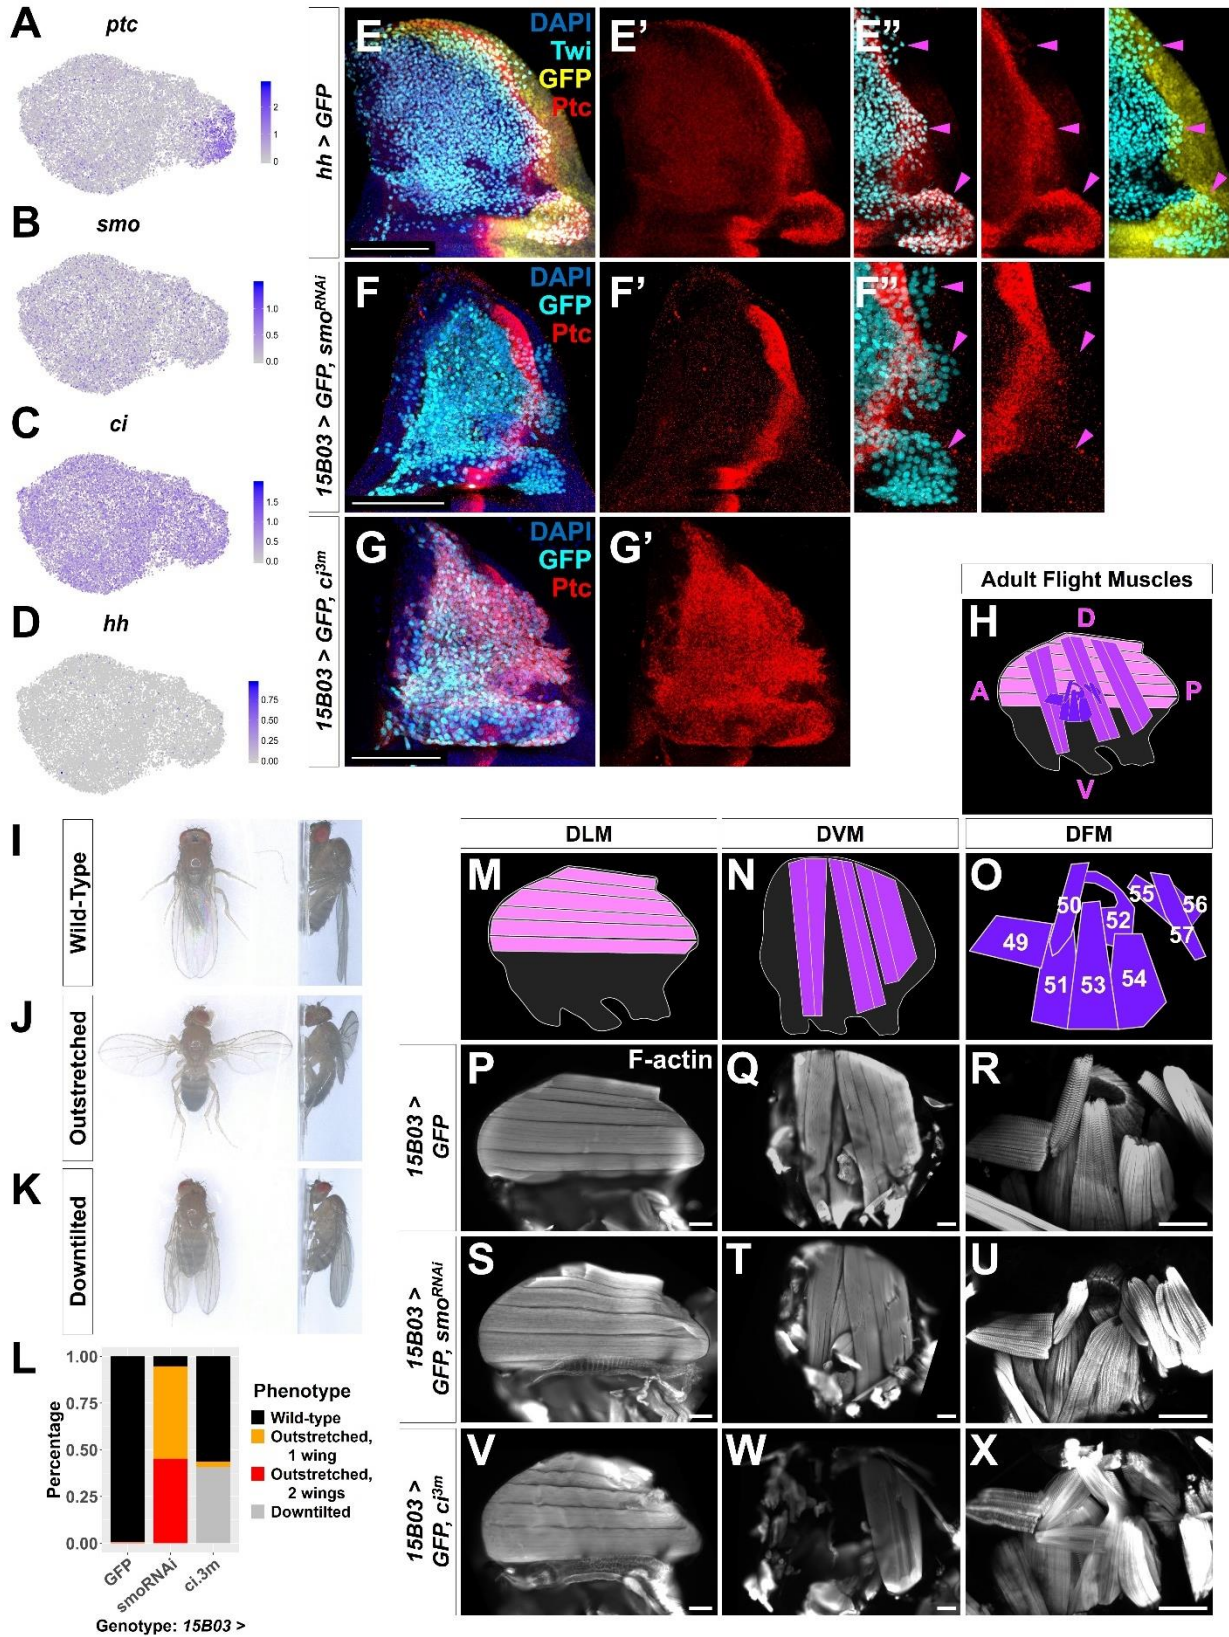 A
ptc
2
1
0
B
smo
1.0
0.5
0.0
C
ci
1.5
1.0
0.5
0.0
D
hh
0.75
0.50
0.25
0.00
hh > GFP
E
DAPI
Twi
GFP
Ptc
E'
E"
15B03 > GFP, smoRNAi
F
DAPI
GFP
Ptc
F'
F"
15B03 > GFP, ci3m
G
DAPI
GFP
Ptc
G'
Adult Flight Muscles
H
D
A
P
V
I
Wild-Type
J
Outstretched
K
Downtilted
L
1.00
0.75
0.50
0.25
0.00
Percentage
GFP
smoRNAi
ci.3m
Genotype: 15B03 >
Phenotype
Wild-type
Outstretched,
1 wing
Outstretched,
2 wings
Downtilted
DLM
DVM
DFM
M
N
O
49
50
51
52
53
54
55
56
57
15B03 >
GFP
P
F-actin
Q
R
15B03 >
GFP, smoRNAi
S
T
U
15B03 >
GFP, ci3m
V
W
X